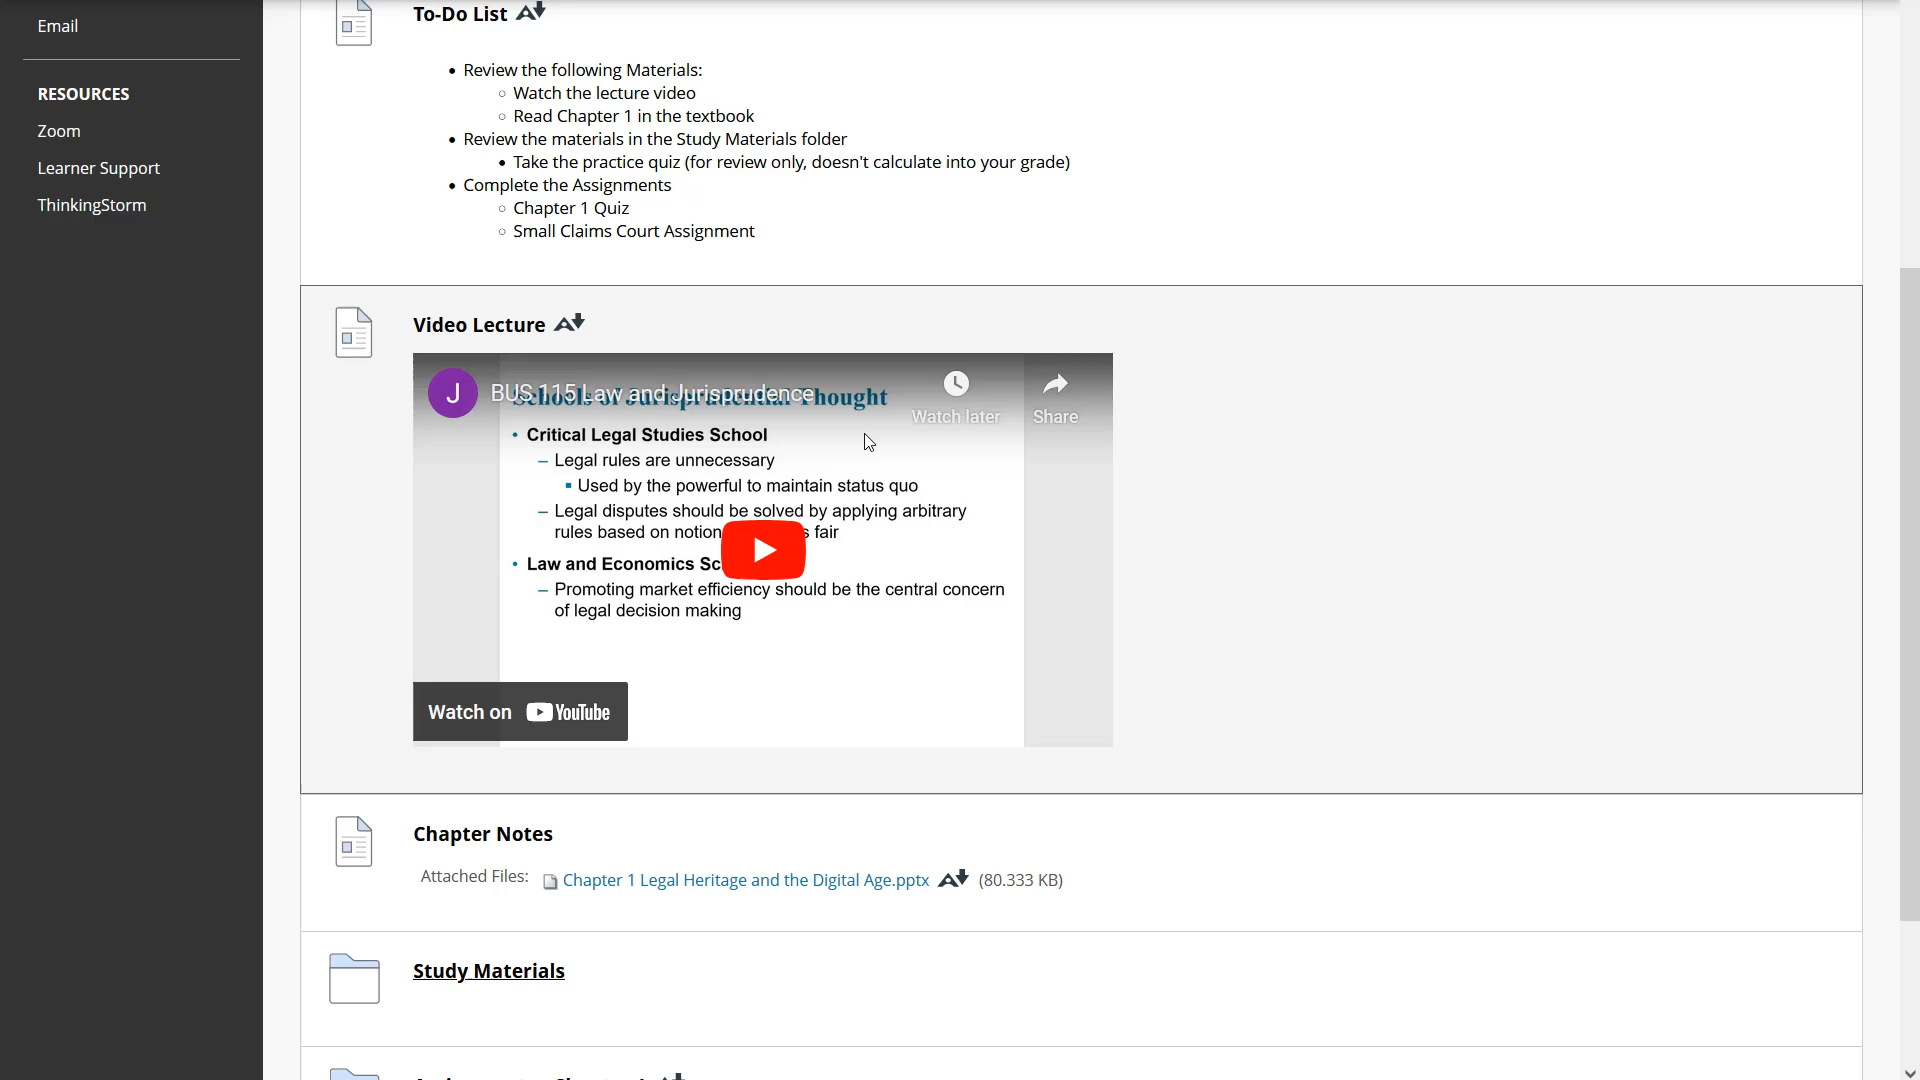 Email
RESOURCES
Zoom
Learner Support
ThinkingStorm
To-Do List
Review the following Materials:
Watch the lecture video
Read Chapter 1 in the textbook
Review the materials in the Study Materials folder
Take the practice quiz (for review only, doesn't calculate into your grade)
Complete the Assignments
Chapter 1 Quiz
Small Claims Court Assignment
Video Lecture
J
BUS 115 Law and Jurisprudence
Schools of Jurisprudential Thought
Watch later
Share
• Critical Legal Studies School
– Legal rules are unnecessary
▪ Used by the powerful to maintain status quo
– Legal disputes should be solved by applying arbitrary
rules based on fair
• Law and Economics
– Promoting market efficiency should be the central concern
of legal decision making
Watch on YouTube
Chapter Notes
Attached Files: Chapter 1 Legal Heritage and the Digital Age.pptx (80.333 KB)
Study Materials